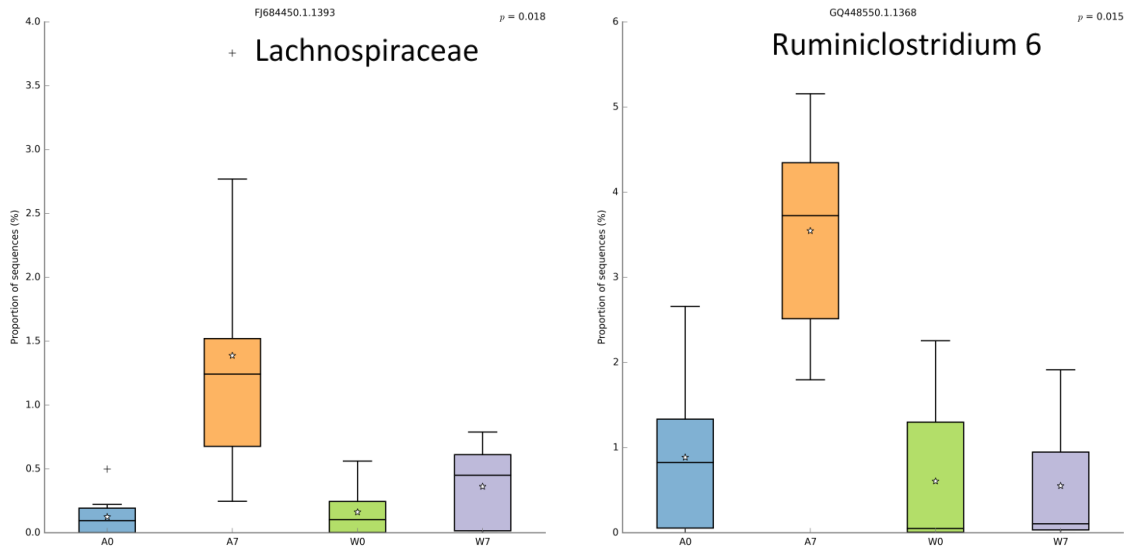 FJ684450.1.1393
p = 0.018
Lachnospiraceae
Proportion of sequences (%)
4.0
3.5
3.0
2.5
2.0
1.5
1.0
0.5
0.0
A0 A7 W0 W7
GQ448550.1.1368
p = 0.015
Ruminiclostridium 6
Proportion of sequences (%)
6
5
4
3
2
1
0
A0 A7 W0 W7